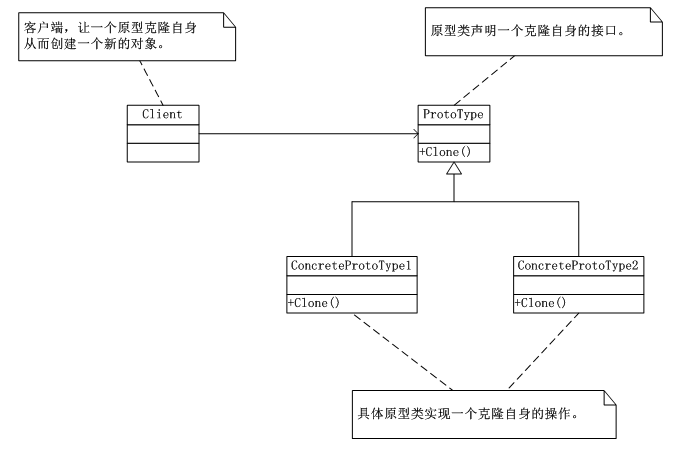 客户端，让一个原型克隆自身
从而创建一个新的对象。
原型类声明一个克隆自身的接口。
Client
ProtoType
+Clone()
ConcreteProtoType1
+Clone()
ConcreteProtoType2
+Clone()
具体原型类实现一个克隆自身的操作。